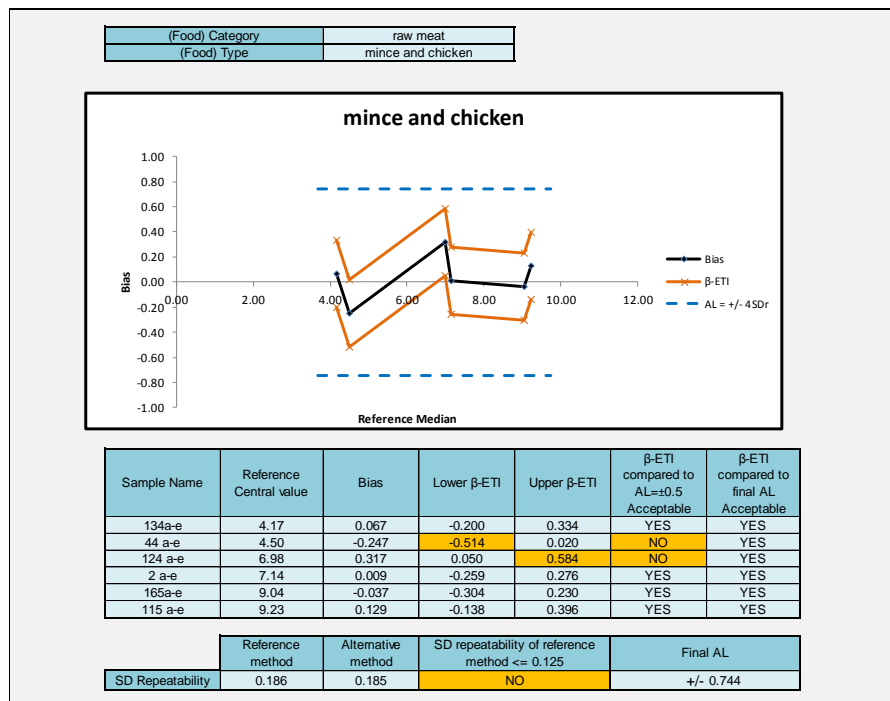 (Food) Category raw meat
(Food) Type mince and chicken
mince and chicken
1.00
0.80
0.60
0.40
0.20
0.00
-0.20
-0.40
-0.60
-0.80
-1.00
0.00 2.00 4.00 6.00 8.00 10.00 12.00
Bias
Reference Median
Bias
β-ETI
AL = +/- 4SDr
Sample Name Reference Central value Bias Lower β-ETI Upper β-ETI β-ETI compared to AL=±0.5 Acceptable β-ETI compared to final AL Acceptable
134a-e 4.17 0.067 -0.200 0.334 YES YES
44 a-e 4.50 -0.247 -0.514 0.020 NO YES
124 a-e 6.98 0.317 0.050 0.584 NO YES
2 a-e 7.14 0.009 -0.259 0.276 YES YES
165a-e 9.04 -0.037 -0.304 0.230 YES YES
115 a-e 9.23 0.129 -0.138 0.396 YES YES
Reference method Alternative method SD repeatability of reference method <= 0.125 Final AL
SD Repeatability 0.186 0.185 NO +/- 0.744